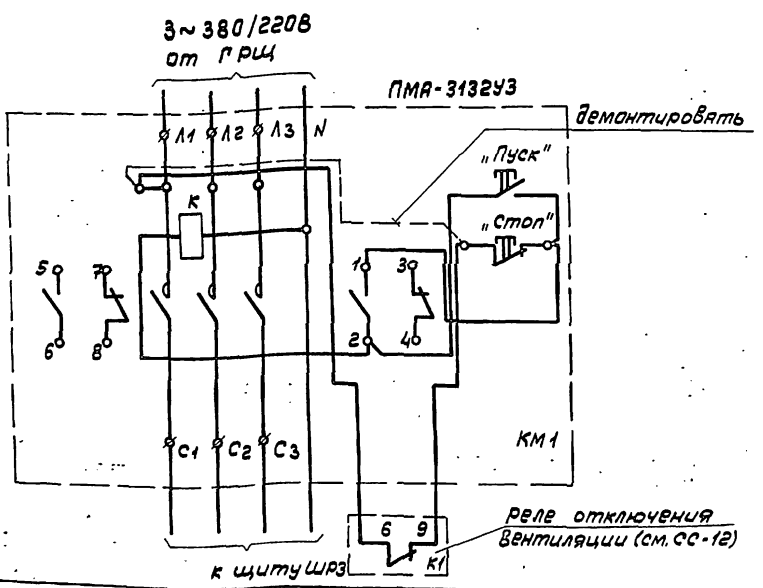 3~380/220В
от ГРЩ
ПМА-3132У3
демонтировать
Л1 Л2 Л3 N
„Пуск"
К
„Стоп"
5 7 1 3
6 8 2 4
С1 С2 С3
КМ1
6 9
К1
реле отключения
вентиляции (см. СС-12)
к щиту ШР3